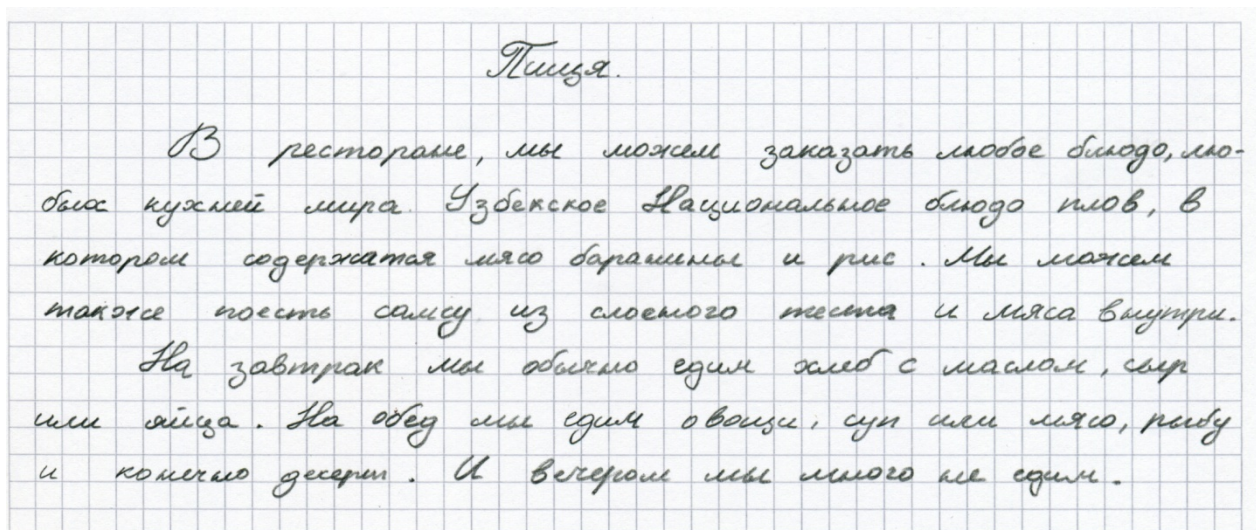 Пища.
В ресторане, мы можем заказать любое блюдо, лю-
бых кухней мира. Узбекское Национальное блюдо плов, в
котором содержатся мясо баранины и рис. Мы можем
также поесть самсу из слоеного теста и мяса внутри.
На завтрак мы обычно едим хлеб с маслом, сыр
или яйца. На обед мы едим овощи, суп или мясо, рыбу
и конечно десерт. И вечером мы много не едим.